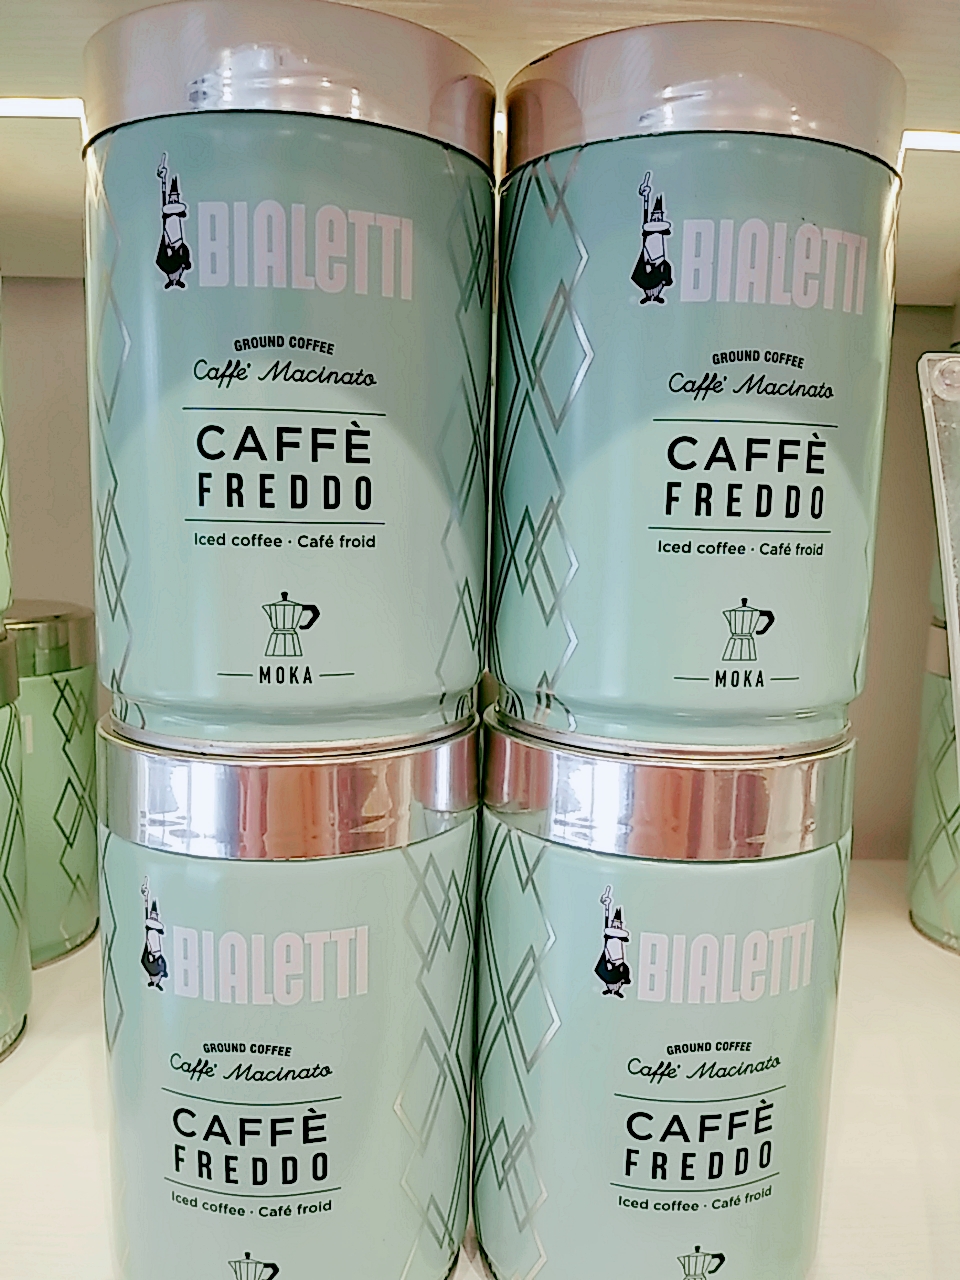 BIALETTI
GROUND COFFEE
Caffè Macinato
CAFFÈ
FREDDO
Iced coffee · Café froid
MOKA
BIALETTI
GROUND COFFEE
Caffè Macinato
CAFFÈ
FREDDO
Iced coffee · Café froid
MOKA
BIALETTI
GROUND COFFEE
Caffè Macinato
CAFFÈ
FREDDO
Iced coffee · Café froid
BIALETTI
GROUND COFFEE
Caffè Macinato
CAFFÈ
FREDDO
Iced coffee · Café froid